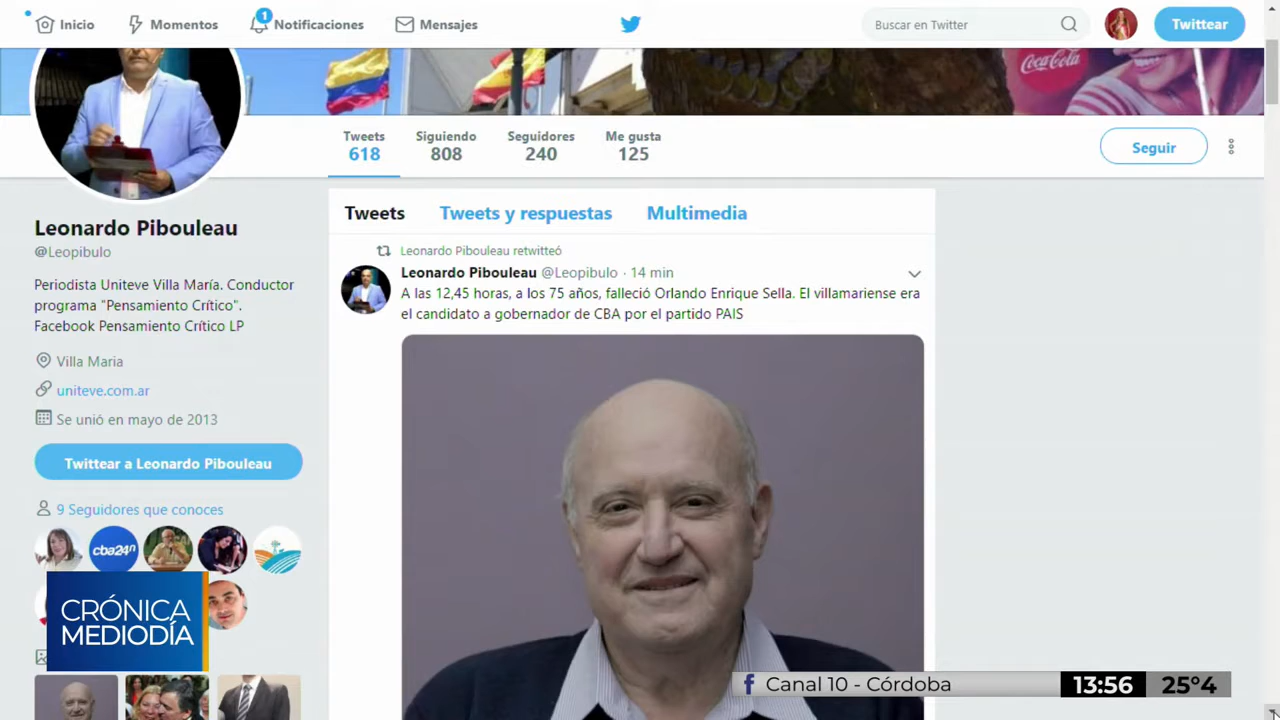 Inicio
Momentos
1
Notificaciones
Mensajes
Buscar en Twitter
Twittear
Coca-Cola
Tweets
618
Siguiendo
808
Seguidores
240
Me gusta
125
Seguir
Leonardo Pibouleau
@Leopibulo
Periodista Uniteve Villa María. Conductor
programa "Pensamiento Crítico".
Facebook Pensamiento Crítico LP
Villa Maria
uniteve.com.ar
Se unió en mayo de 2013
Twittear a Leonardo Pibouleau
9 Seguidores que conoces
cba24n
Tweets
Tweets y respuestas
Multimedia
Leonardo Pibouleau retwitteó
Leonardo Pibouleau @Leopibulo · 14 min
A las 12,45 horas, a los 75 años, falleció Orlando Enrique Sella. El villamariense era
el candidato a gobernador de CBA por el partido PAIS
CRÓNICA
MEDIODÍA
f Canal 10 - Córdoba
13:56
25°4